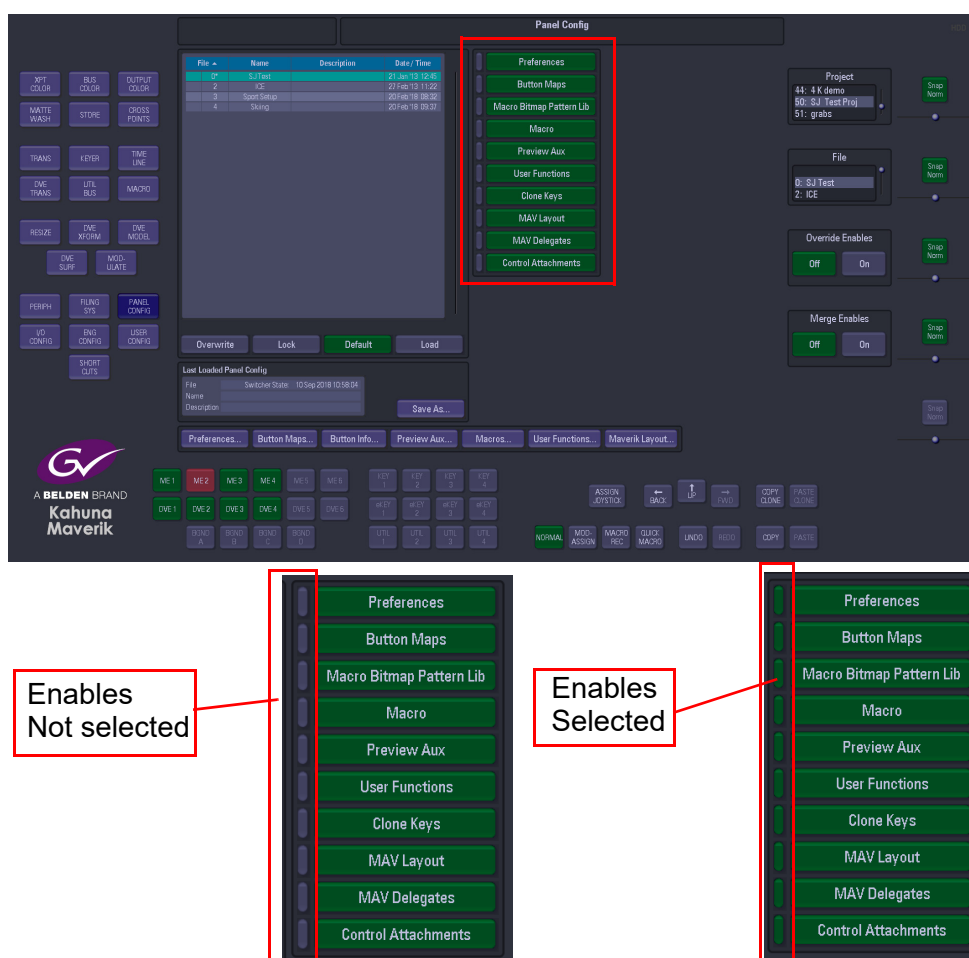 Panel Config
HDD
File Name Description Date / Time
0* SJ Test 21 Jan '13 12:45
2 ICE 27 Feb '13 11:22
3 Sport Setup 20 Feb '18 08:32
4 Skiing 20 Feb '18 09:37
Overwrite Lock Default Load
Last Loaded Panel Config
File Switcher State: 10 Sep 2018 10:58:04
Name
Description
Save As...
Preferences... Button Maps... Button Info... Preview Aux... Macros... User Functions... Maverik Layout...
Preferences
Button Maps
Macro Bitmap Pattern Lib
Macro
Preview Aux
User Functions
Clone Keys
MAV Layout
MAV Delegates
Control Attachments
XPT COLOR
BUS COLOR
OUTPUT COLOR
MATTE WASH
STORE
CROSS POINTS
TRANS
KEYER
TIME LINE
DVE TRANS
UTIL BUS
MACRO
RESIZE
DVE XFORM
DVE MODEL
DVE SURF
MOD- ULATE
PERIPH
FILING SYS
PANEL CONFIG
I/O CONFIG
ENG CONFIG
USER CONFIG
SHORT CUTS
Project
44: 4 K demo
50: SJ Test Proj
51: grabs
Snap Norm
File
0: SJ Test
2: ICE
Snap Norm
Override Enables
Off On
Snap Norm
Merge Enables
Off On
Snap Norm
Snap Norm
GV
A BELDEN BRAND
Kahuna
Maverik
ME 1 ME 2 ME 3 ME 4 ME 5 ME 6
DVE 1 DVE 2 DVE 3 DVE 4 DVE 5 DVE 6
BOND A BOND B BOND C BOND D
KEY 1 KEY 2 KEY 3 KEY 4
UTIL 1 UTIL 2 UTIL 3 UTIL 4
ASSIGN JOYSTICK
← BACK
↑ UP
→ FWD
COPY CLONE
PASTE CLONE
NORMAL
MOD- ASSIGN
MACRO REC
QUICK MACRO
UNDO
REDO
COPY
PASTE
Enables
Not selected
Preferences
Button Maps
Macro Bitmap Pattern Lib
Macro
Preview Aux
User Functions
Clone Keys
MAV Layout
MAV Delegates
Control Attachments
Enables
Selected
Preferences
Button Maps
Macro Bitmap Pattern Lib
Macro
Preview Aux
User Functions
Clone Keys
MAV Layout
MAV Delegates
Control Attachments